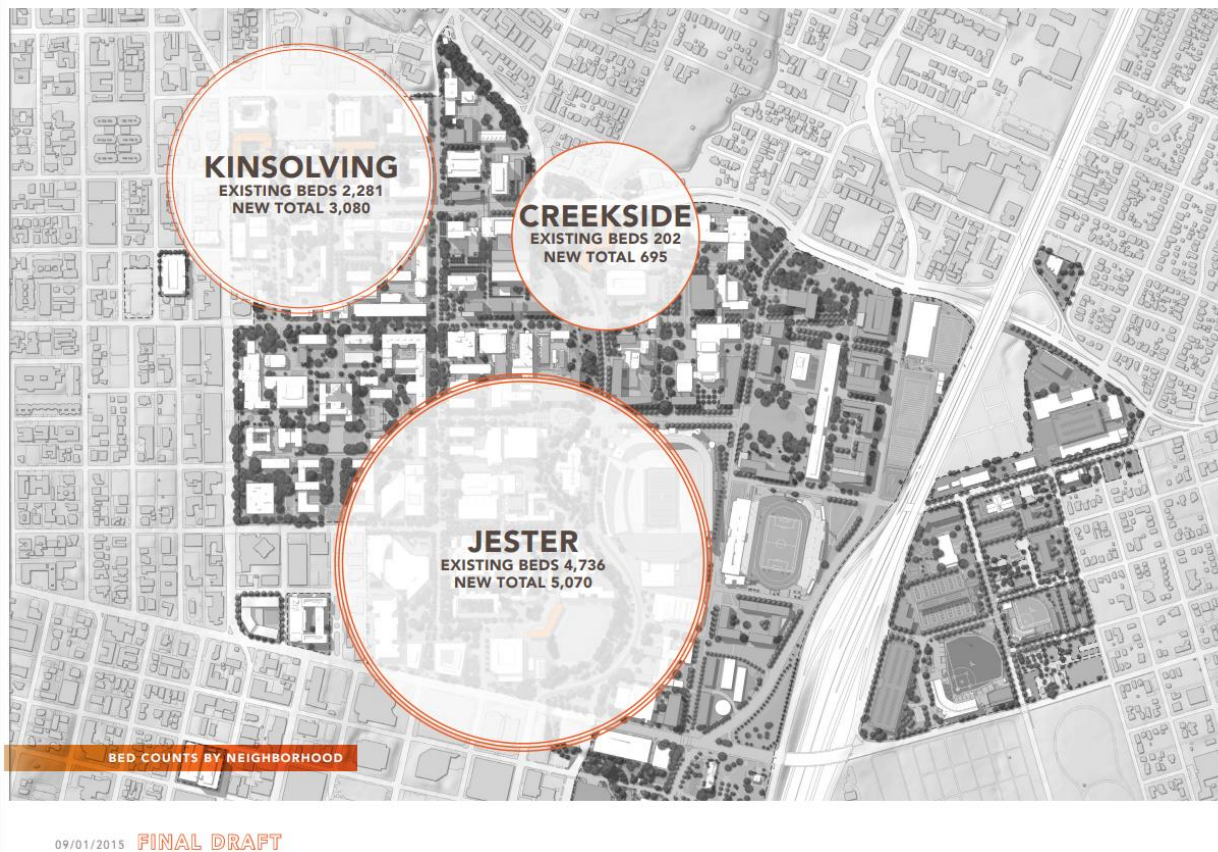 KINSOLVING
EXISTING BEDS 2,281
NEW TOTAL 3,080
CREEKSIDE
EXISTING BEDS 202
NEW TOTAL 695
JESTER
EXISTING BEDS 4,736
NEW TOTAL 5,070
BED COUNTS BY NEIGHBORHOOD
09/01/2015 FINAL DRAFT